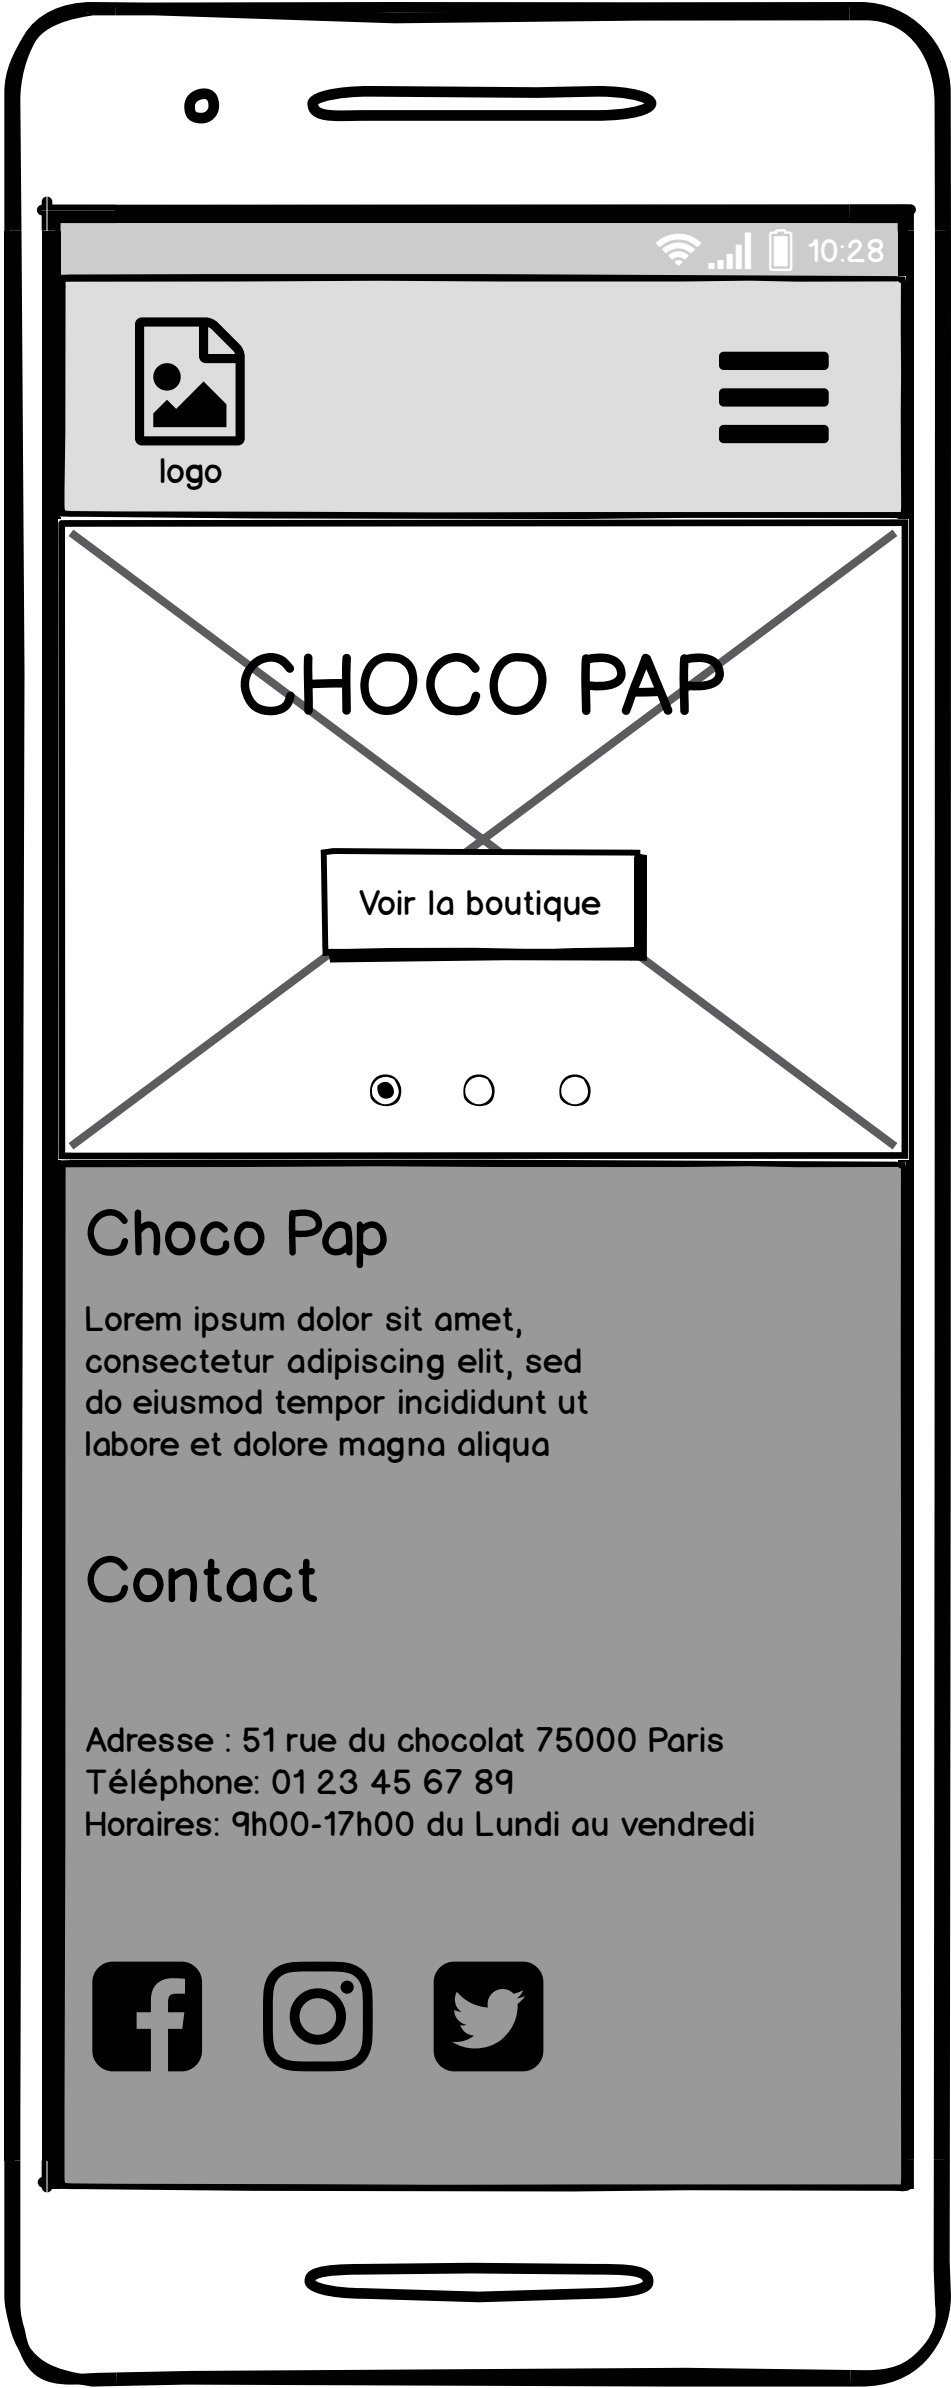 10:28
logo
CHOCO PAP
Voir la boutique
Choco Pap
Lorem ipsum dolor sit amet,
consectetur adipiscing elit, sed
do eiusmod tempor incididunt ut
labore et dolore magna aliqua
Contact
Adresse : 51 rue du chocolat 75000 Paris
Téléphone: 01 23 45 67 89
Horaires: 9h00-17h00 du Lundi au vendredi